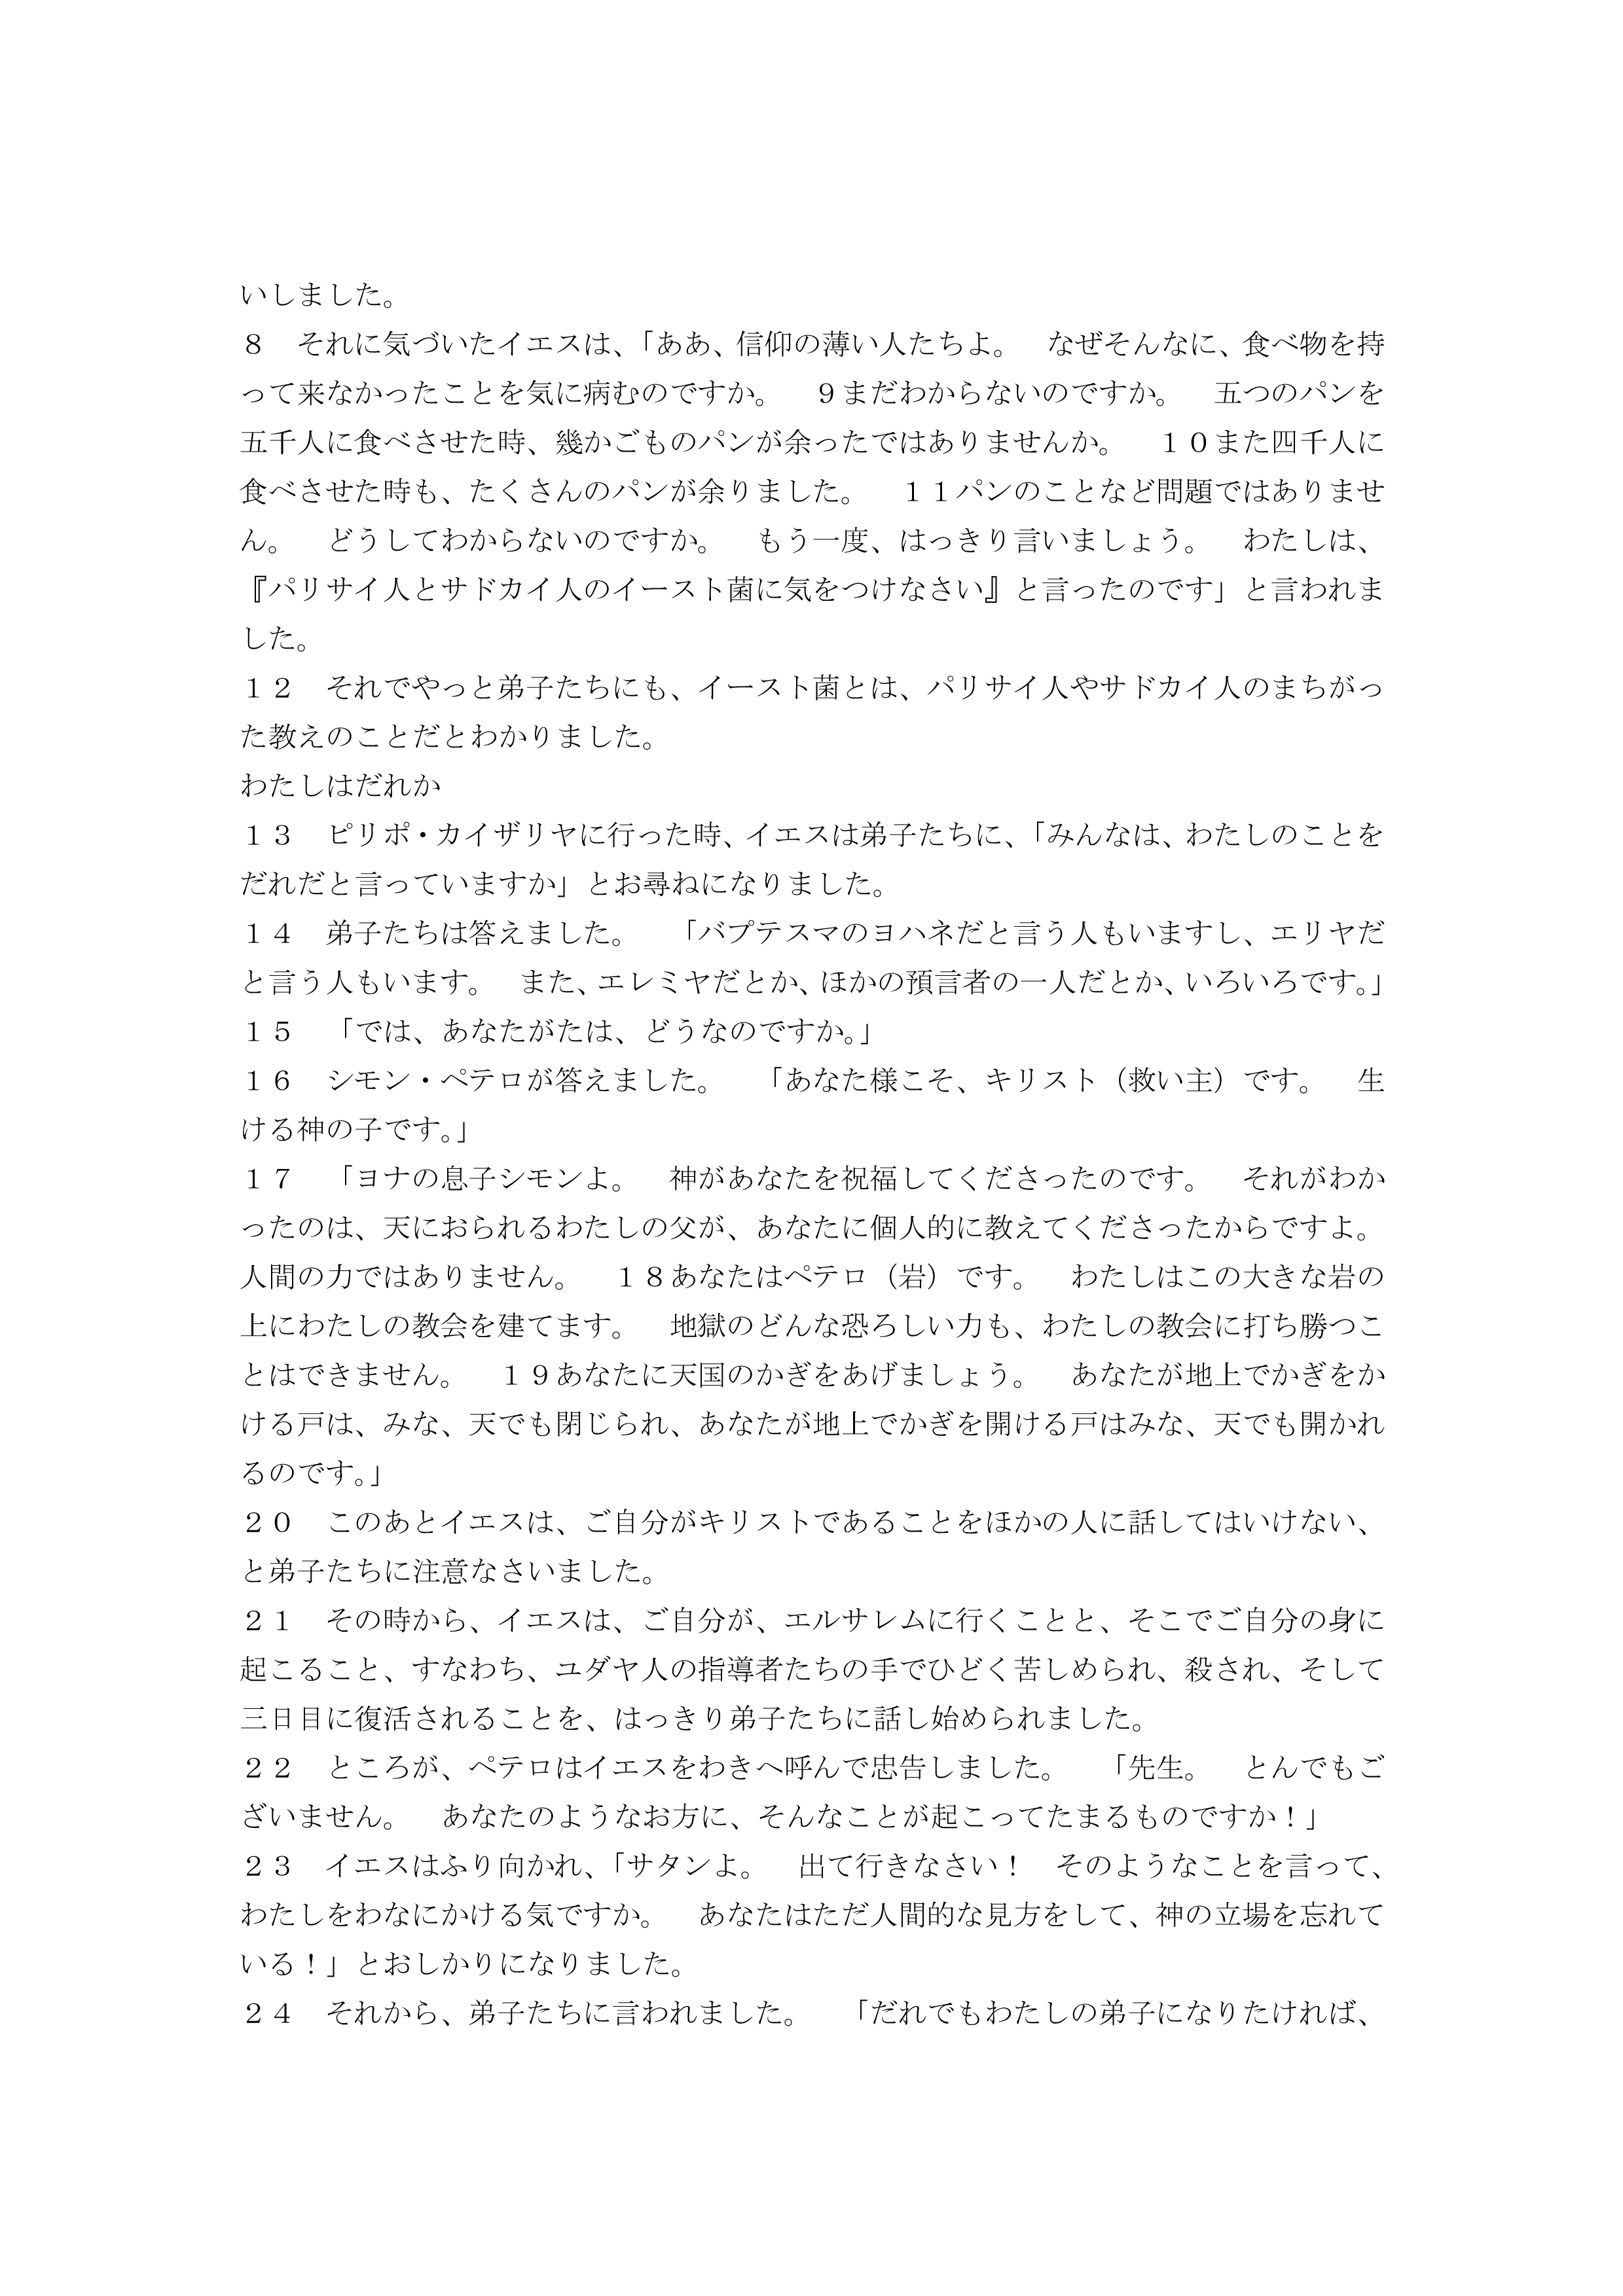 いしました。
８　それに気づいたイエスは、「ああ、信仰の薄い人たちよ。　なぜそんなに、食べ物を持
って来なかったことを気に病むのですか。　９まだわからないのですか。　五つのパンを
五千人に食べさせた時、幾かごものパンが余ったではありませんか。　１０また四千人に
食べさせた時も、たくさんのパンが余りました。　１１パンのことなど問題ではありませ
ん。　どうしてわからないのですか。　もう一度、はっきり言いましょう。　わたしは、
『パリサイ人とサドカイ人のイースト菌に気をつけなさい』と言ったのです」と言われま
した。
１２　それでやっと弟子たちにも、イースト菌とは、パリサイ人やサドカイ人のまちがっ
た教えのことだとわかりました。
わたしはだれか
１３　ピリポ・カイザリヤに行った時、イエスは弟子たちに、「みんなは、わたしのことを
だれだと言っていますか」とお尋ねになりました。
１４　弟子たちは答えました。　「バプテスマのヨハネだと言う人もいますし、エリヤだ
と言う人もいます。　また、エレミヤだとか、ほかの預言者の一人だとか、いろいろです。」
１５　「では、あなたがたは、どうなのですか。」
１６　シモン・ペテロが答えました。　「あなた様こそ、キリスト（救い主）です。　生
ける神の子です。」
１７　「ヨナの息子シモンよ。　神があなたを祝福してくださったのです。　それがわか
ったのは、天におられるわたしの父が、あなたに個人的に教えてくださったからですよ。
人間の力ではありません。　１８あなたはペテロ（岩）です。　わたしはこの大きな岩の
上にわたしの教会を建てます。　地獄のどんな恐ろしい力も、わたしの教会に打ち勝つこ
とはできません。　１９あなたに天国のかぎをあげましょう。　あなたが地上でかぎをか
ける戸は、みな、天でも閉じられ、あなたが地上でかぎを開ける戸はみな、天でも開かれ
るのです。」
２０　このあとイエスは、ご自分がキリストであることをほかの人に話してはいけない、
と弟子たちに注意なさいました。
２１　その時から、イエスは、ご自分が、エルサレムに行くことと、そこでご自分の身に
起こること、すなわち、ユダヤ人の指導者たちの手でひどく苦しめられ、殺され、そして
三日目に復活されることを、はっきり弟子たちに話し始められました。
２２　ところが、ペテロはイエスをわきへ呼んで忠告しました。　「先生。　とんでもご
ざいません。　あなたのようなお方に、そんなことが起こってたまるものですか！」
２３　イエスはふり向かれ、「サタンよ。　出て行きなさい！　そのようなことを言って、
わたしをわなにかける気ですか。　あなたはただ人間的な見方をして、神の立場を忘れて
いる！」とおしかりになりました。
２４　それから、弟子たちに言われました。　「だれでもわたしの弟子になりたければ、